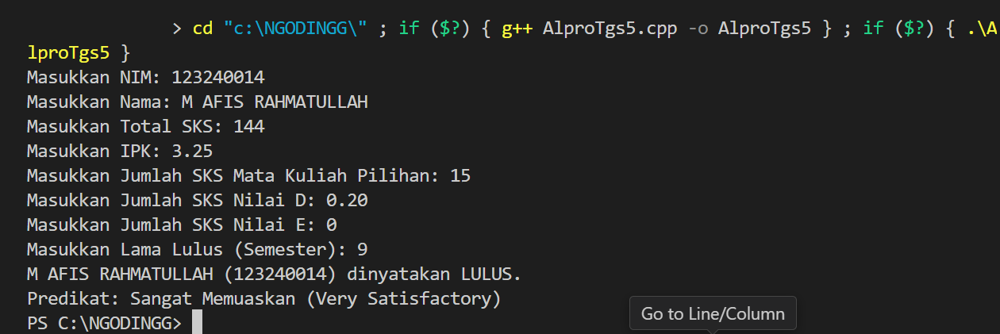 > cd "c:\NGODINGG\" ; if ($?) { g++ AlproTgs5.cpp -o AlproTgs5 } ; if ($?) { .\A
lproTgs5 }
Masukkan NIM: 123240014
Masukkan Nama: M AFIS RAHMATULLAH
Masukkan Total SKS: 144
Masukkan IPK: 3.25
Masukkan Jumlah SKS Mata Kuliah Pilihan: 15
Masukkan Jumlah SKS Nilai D: 0.20
Masukkan Jumlah SKS Nilai E: 0
Masukkan Lama Lulus (Semester): 9
M AFIS RAHMATULLAH (123240014) dinyatakan LULUS.
Predikat: Sangat Memuaskan (Very Satisfactory)
PS C:\NGODINGG>
Go to Line/Column